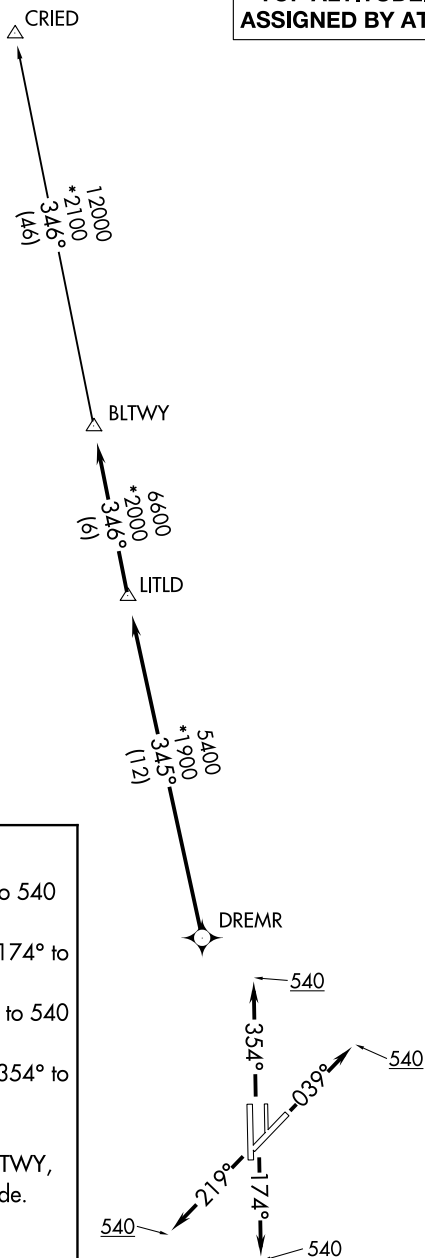 ASSIGNED BY AT
CRIED
12000
*2100
346°
(46)
BLTWY
6600
*2000
346°
(6)
LITLD
5400
*1900
345°
(12)
DREMR
o 540
174° to
to 540
354° to
TWY,
de.
540
354°
039°
540
219°
174°
540
540